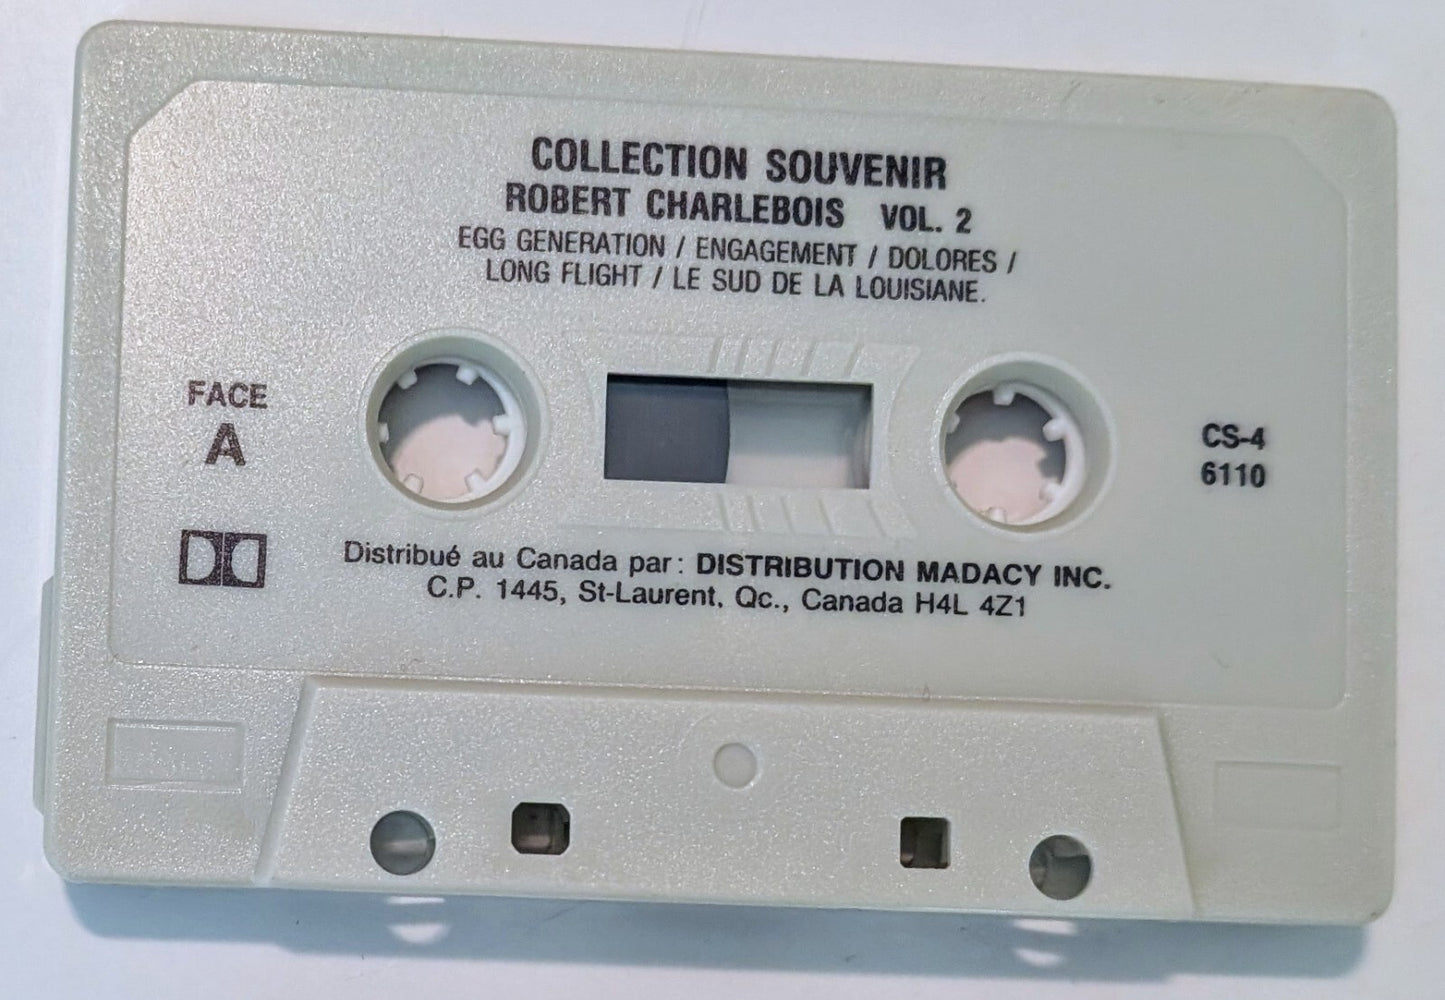 COLLECTION SOUVENIR
ROBERT CHARLEBOIS VOL. 2
EGG GENERATION / ENGAGEMENT / DOLORES /
LONG FLIGHT / LE SUD DE LA LOUISIANE.
FACE
A
CS-4
6110
Distribué au Canada par: DISTRIBUTION MADACY INC.
C.P. 1445, St-Laurent, Qc., Canada H4L 4Z1